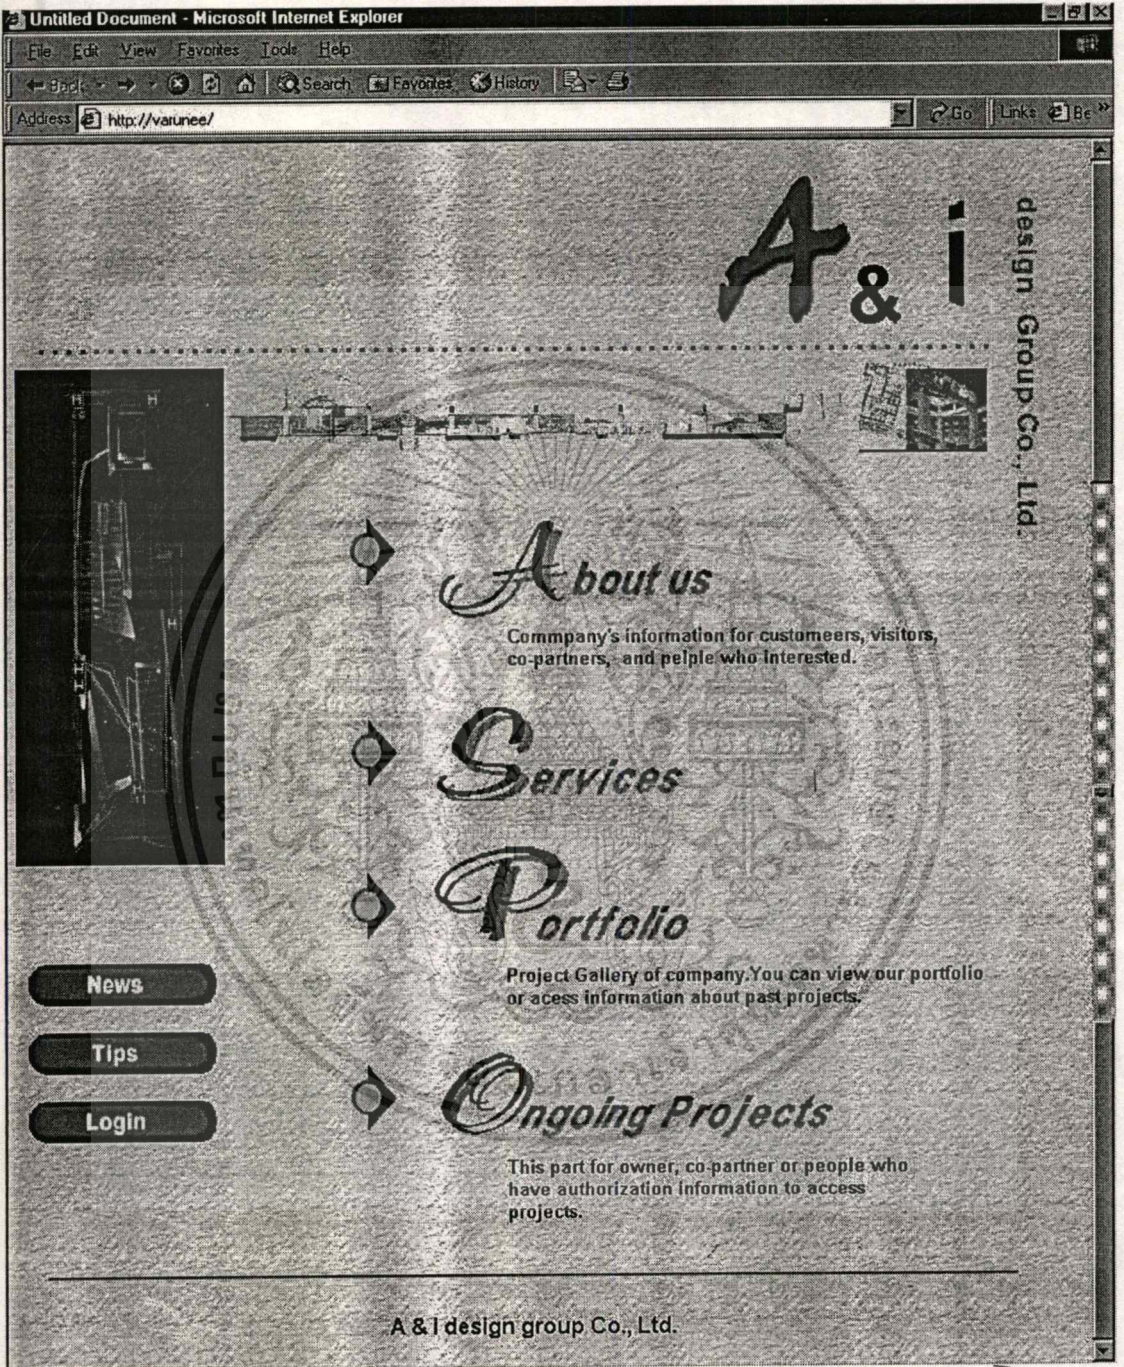 Untitled Document - Microsoft Internet Explorer
File Edit View Favorites Tools Help
Back Search Favorites History
Address http://varunee/ Go Links Be »
A & i
design Group Co., Ltd.
About us
Commpany's information for customeers, visitors,
co-partners, and pelple who interested.
Services
Portfolio
Project Gallery of company.You can view our portfolio
or acess information about past projects.
Ongoing Projects
This part for owner, co-partner or people who
have authorization information to access
projects.
News
Tips
Login
A & I design group Co., Ltd.